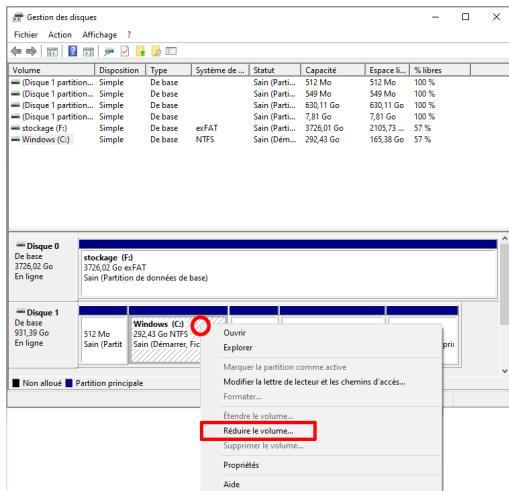 Gestion des disques
Fichier Action Affichage ?
Volume Disposition Type Système de ... Statut Capacité Espace li... % libres
(Disque 1 partition... Simple De base Sain (Parti... 512 Mo 512 Mo 100 %
(Disque 1 partition... Simple De base Sain (Parti... 549 Mo 549 Mo 100 %
(Disque 1 partition... Simple De base Sain (Parti... 630,11 Go 630,11 Go 100 %
(Disque 1 partition... Simple De base Sain (Parti... 7,81 Go 7,81 Go 100 %
stockage (F:) Simple De base exFAT Sain (Parti... 3726,01 Go 2105,73 ... 57 %
Windows (C:) Simple De base NTFS Sain (Dém... 292,43 Go 165,38 Go 57 %
Disque 0
De base
3726,02 Go
En ligne
stockage (F:)
3726,02 Go exFAT
Sain (Partition de données de base)
Disque 1
De base
931,39 Go
En ligne
512 Mo
Sain (Partit
Windows (C:)
292,43 Go NTFS
Sain (Démarrer, Fic
pri
Non alloué Partition principale
Ouvrir
Explorer
Marquer la partition comme active
Modifier la lettre de lecteur et les chemins d'accès...
Formater...
Étendre le volume...
Réduire le volume...
Supprimer le volume...
Propriétés
Aide